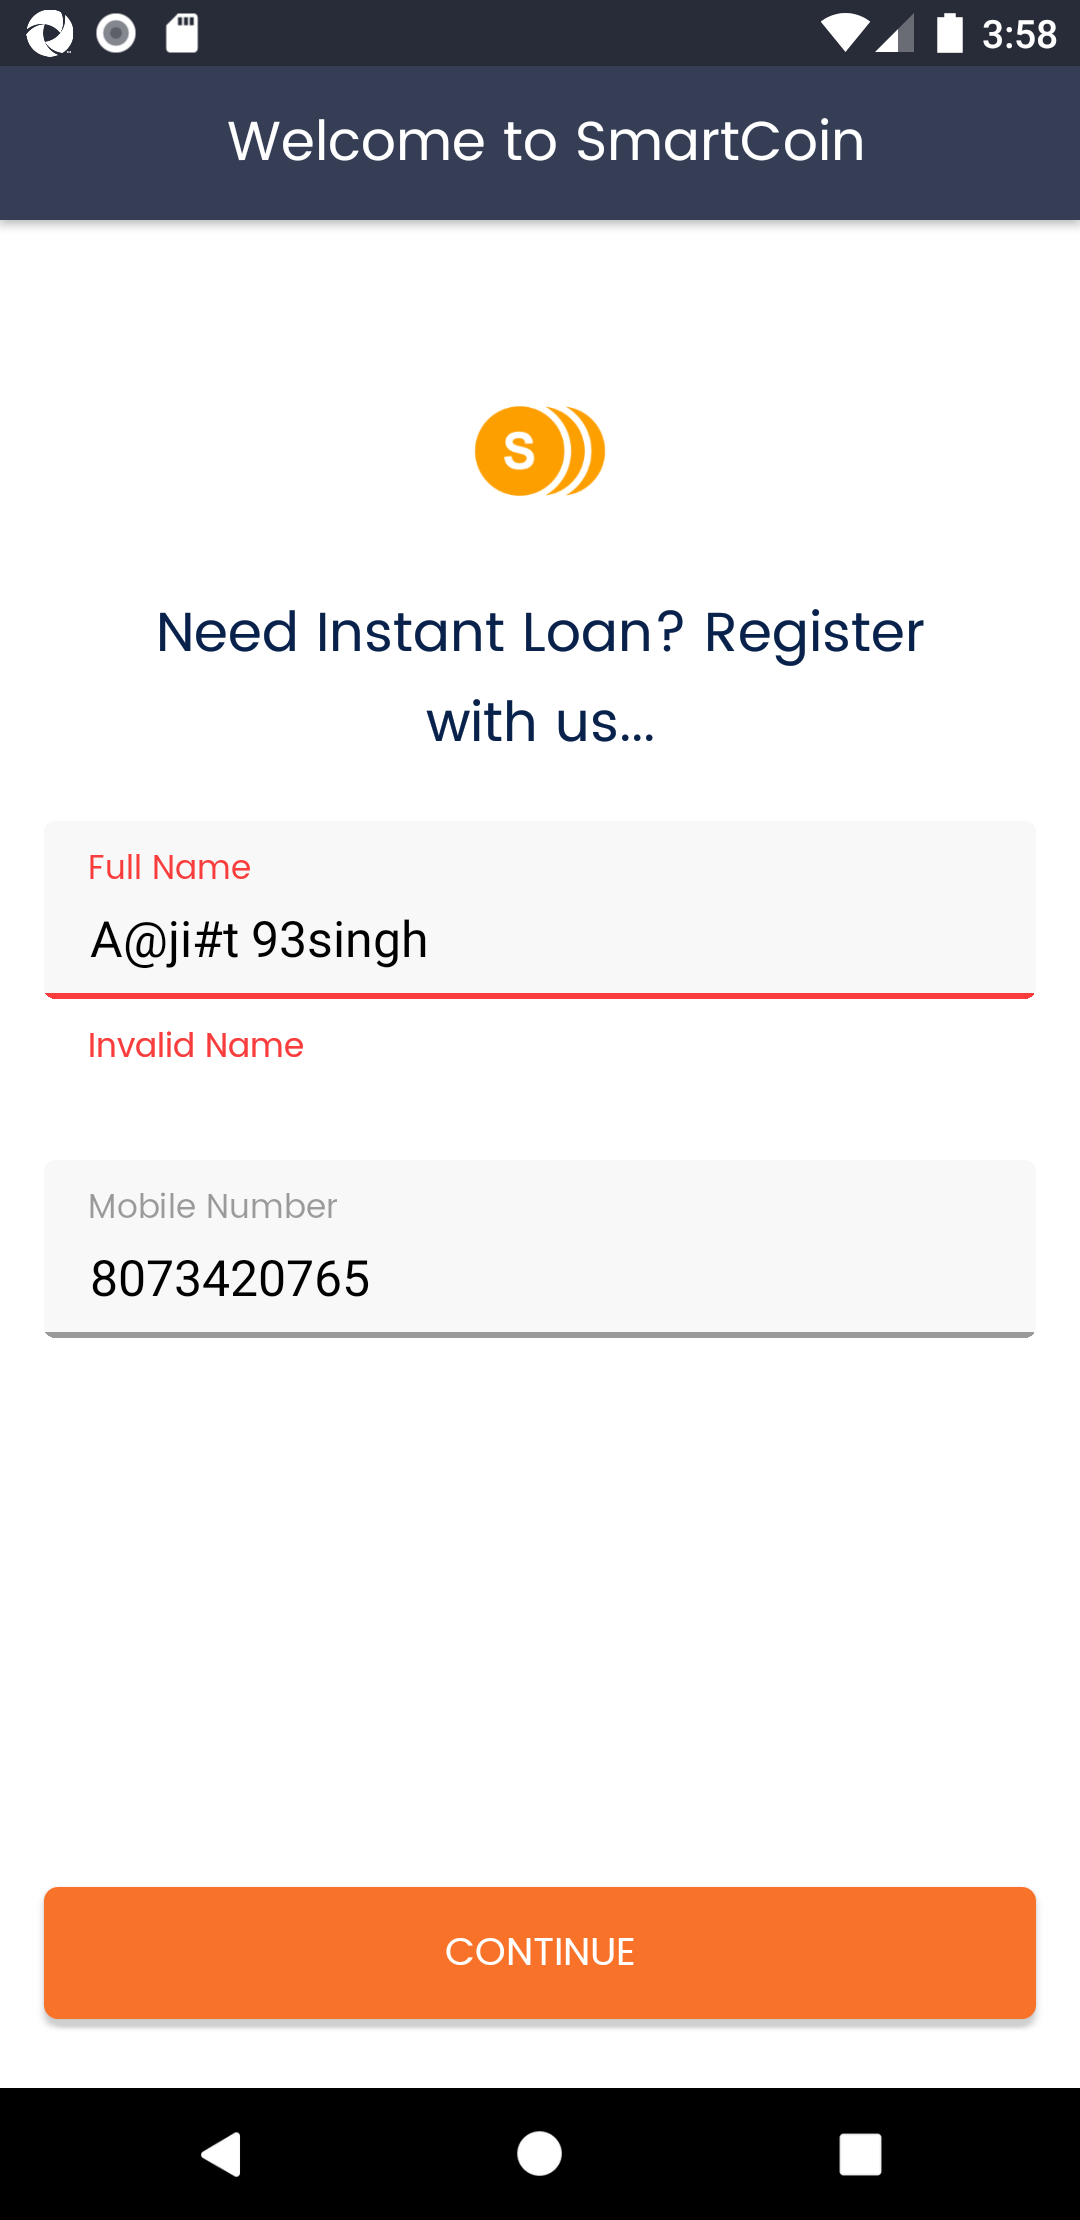 3:58
Welcome to SmartCoin
S
Need Instant Loan? Register
with us...
Full Name
A@ji#t 93singh
Invalid Name
Mobile Number
8073420765
CONTINUE